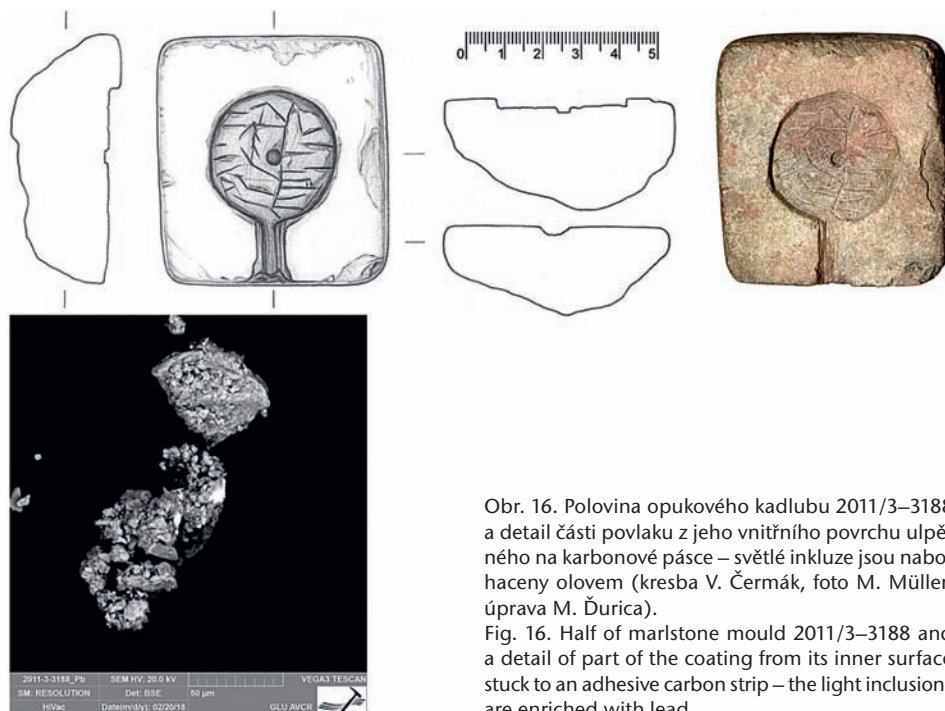 0 1 2 3 4 5
2011-3-3188_Pb SEM HV: 20.0 kV VEGA3 TESCAN
SM: RESOLUTION Det: BSE 50 µm
HiVac Date(m/d/y): 02/20/18 GLU AVCR
Obr. 16. Polovina opukového kadlubu 2011/3–3188
a detail části povlaku z jeho vnitřního povrchu ulpě-
ného na karbonové pásce – světlé inkluze jsou nabo-
haceny olovem (kresba V. Čermák, foto M. Müller
úprava M. Ďurica).
Fig. 16. Half of marlstone mould 2011/3–3188 and
a detail of part of the coating from its inner surface
stuck to an adhesive carbon strip – the light inclusion
are enriched with lead.